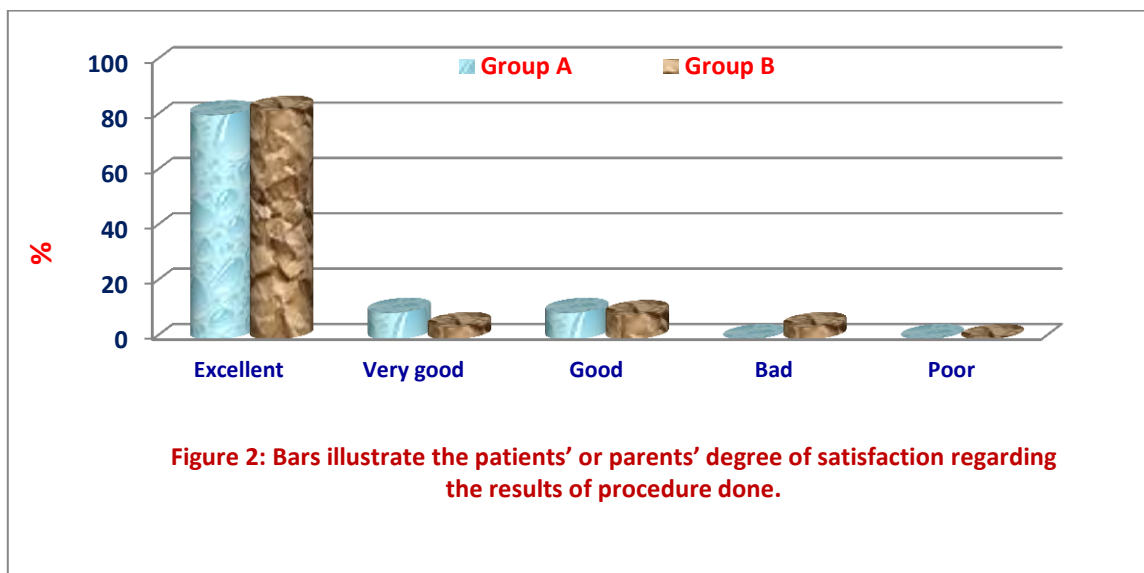 100
Group A
Group B
80
60
40
20
0
%
Excellent
Very good
Good
Bad
Poor
Figure 2: Bars illustrate the patients’ or parents’ degree of satisfaction regarding
the results of procedure done.